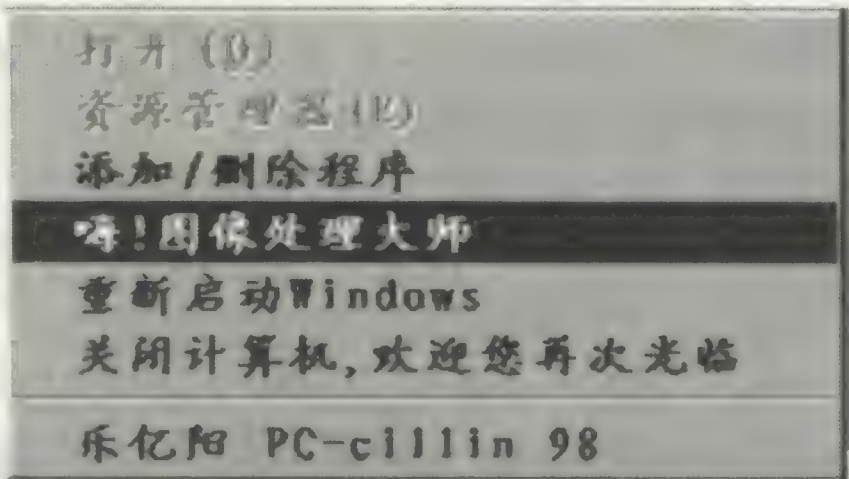 打开(O)
资源管理器(E)
添加/删除程序
嗨!图像处理大师
重新启动Windows
关闭计算机,欢迎您再次光临
乐亿阳 PC-cillin 98